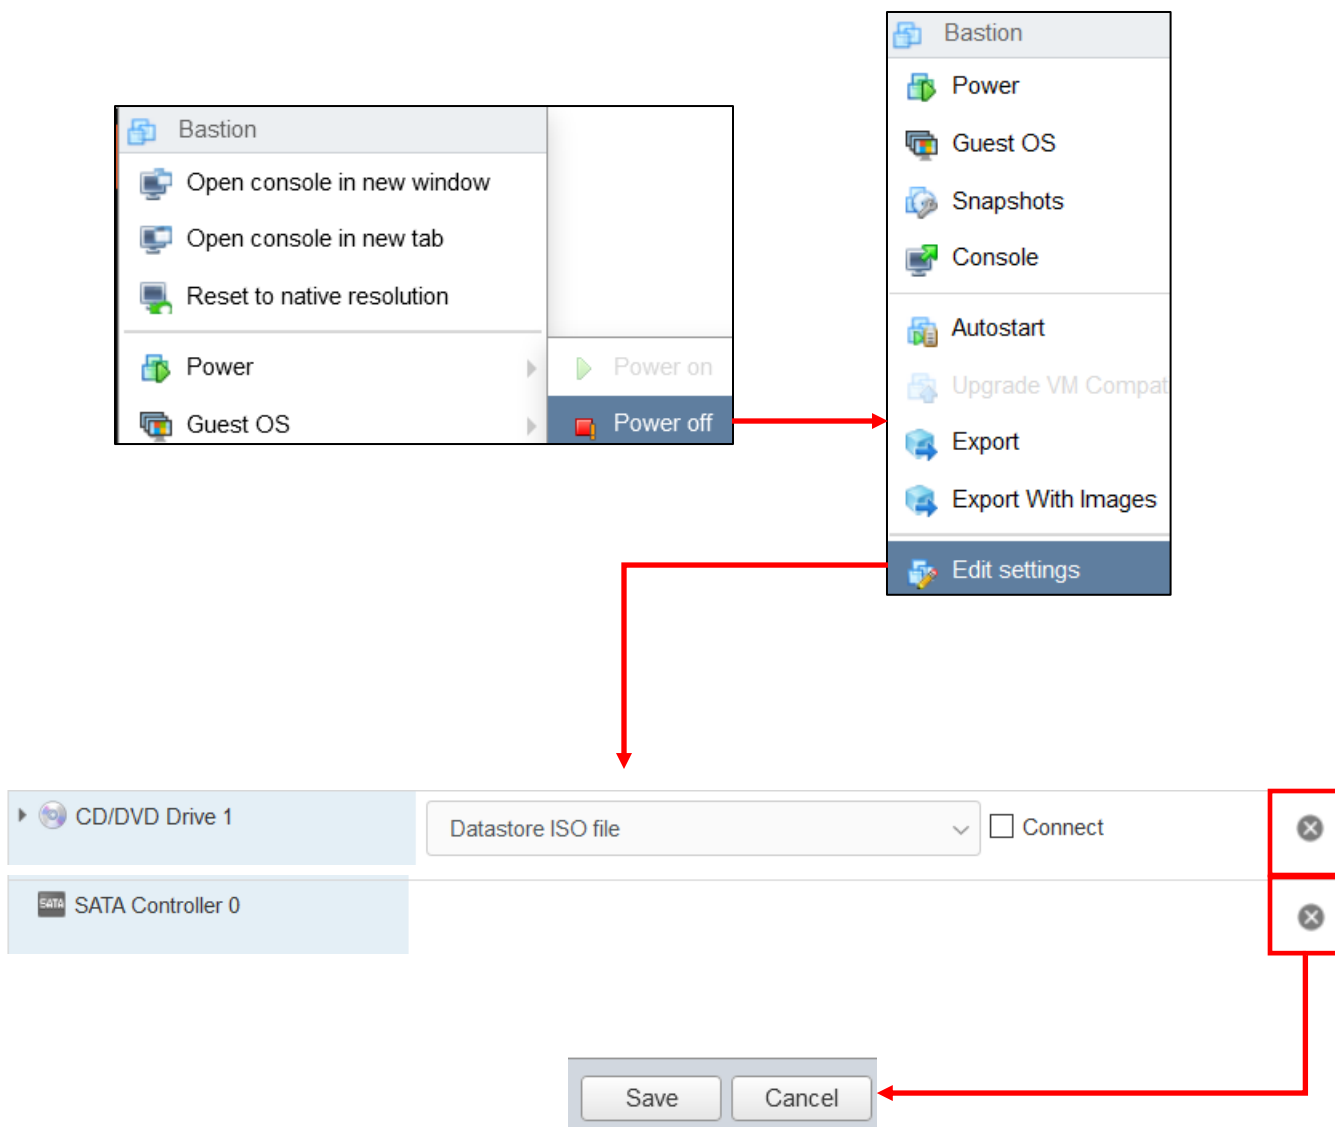 Bastion
Open console in new window
Open console in new tab
Reset to native resolution
Power
Guest OS
Power on
Power off
Bastion
Power
Guest OS
Snapshots
Console
Autostart
Upgrade VM Compat
Export
Export With Images
Edit settings
CD/DVD Drive 1
Datastore ISO file
Connect
SATA
SATA Controller 0
Save
Cancel